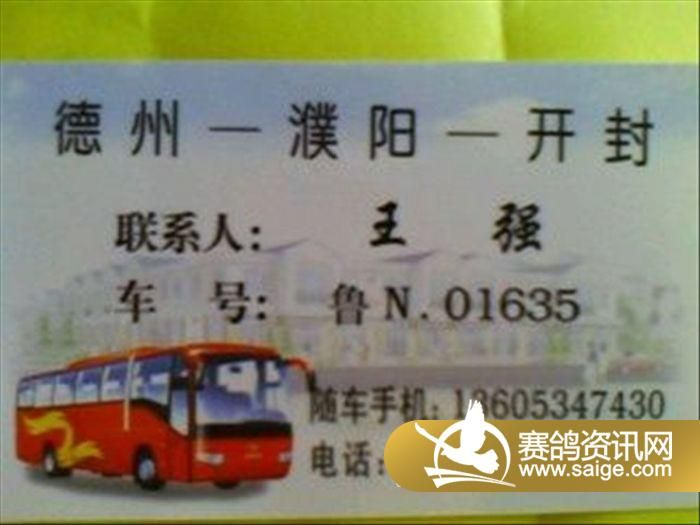 德州—濮阳—开封
联系人：王强
车号：鲁N.01635
随车手机：13605347430
电话：
赛鸽资讯网
www.saige.com